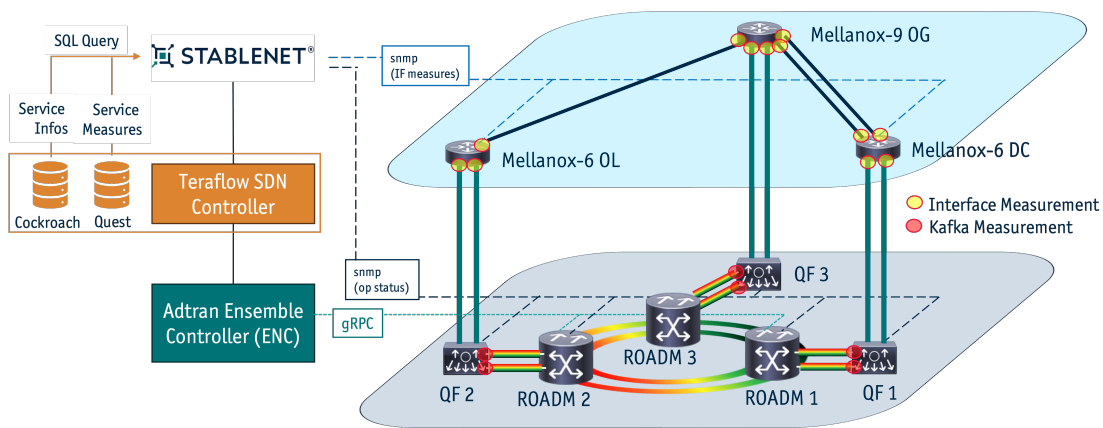 SQL Query
STABLENET®
snmp
(IF measures)
Mellanox-9 OG
Service
Infos
Service
Measures
Mellanox-6 OL
Mellanox-6 DC
Teraflow SDN
Controller
Cockroach
Quest
Interface Measurement
Kafka Measurement
snmp
(op status)
QF 3
Adtran Ensemble
Controller (ENC)
gRPC
ROADM 3
QF 2
ROADM 2
ROADM 1
QF 1